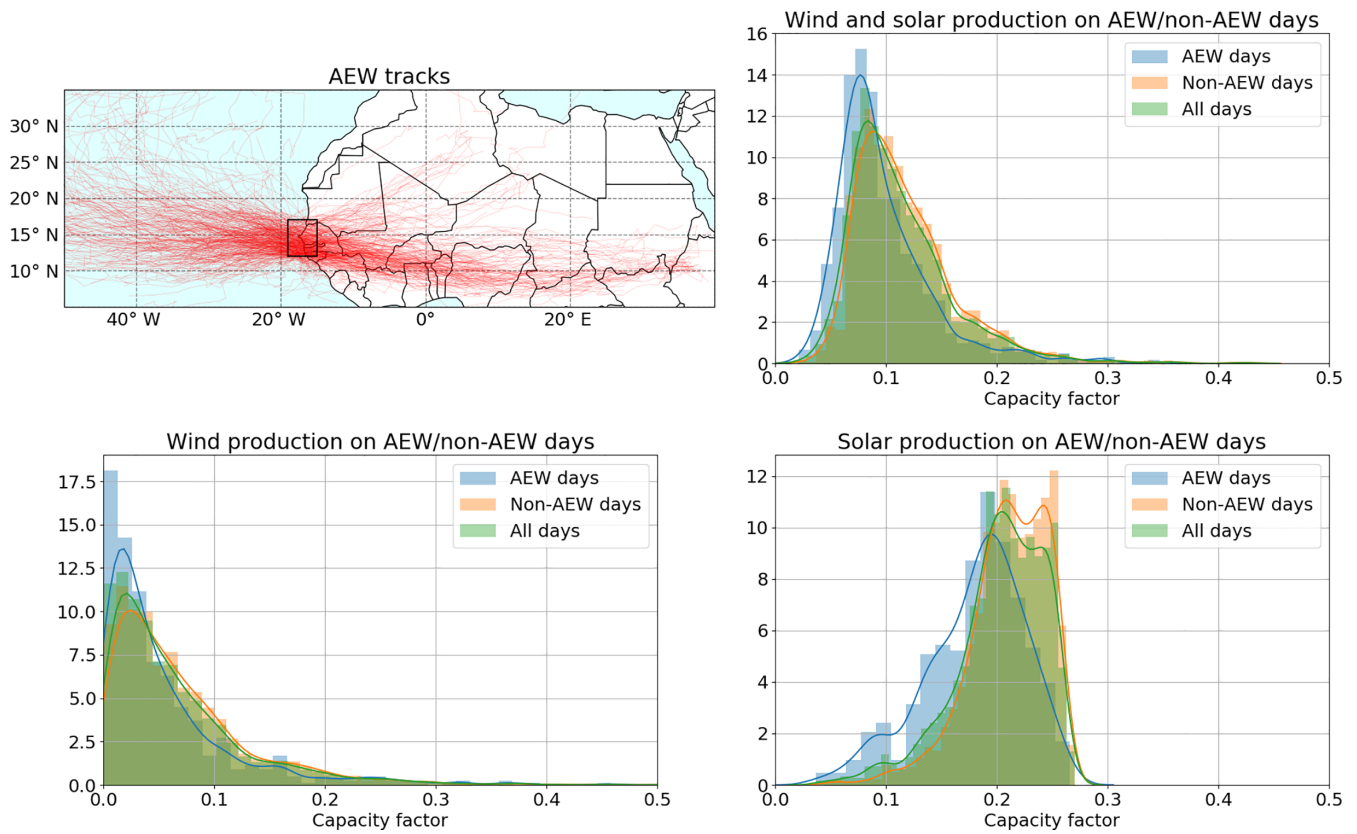 AEW tracks
30° N
25° N
20° N
15° N
10° N
40° W
20° W
0°
20° E
Wind and solar production on AEW/non-AEW days
16
14
12
10
8
6
4
2
0
AEW days
Non-AEW days
All days
0.0
0.1
0.2
0.3
0.4
0.5
Capacity factor
Wind production on AEW/non-AEW days
17.5
15.0
12.5
10.0
7.5
5.0
2.5
0.0
AEW days
Non-AEW days
All days
0.0
0.1
0.2
0.3
0.4
0.5
Capacity factor
Solar production on AEW/non-AEW days
12
10
8
6
4
2
0
AEW days
Non-AEW days
All days
0.0
0.1
0.2
0.3
0.4
0.5
Capacity factor